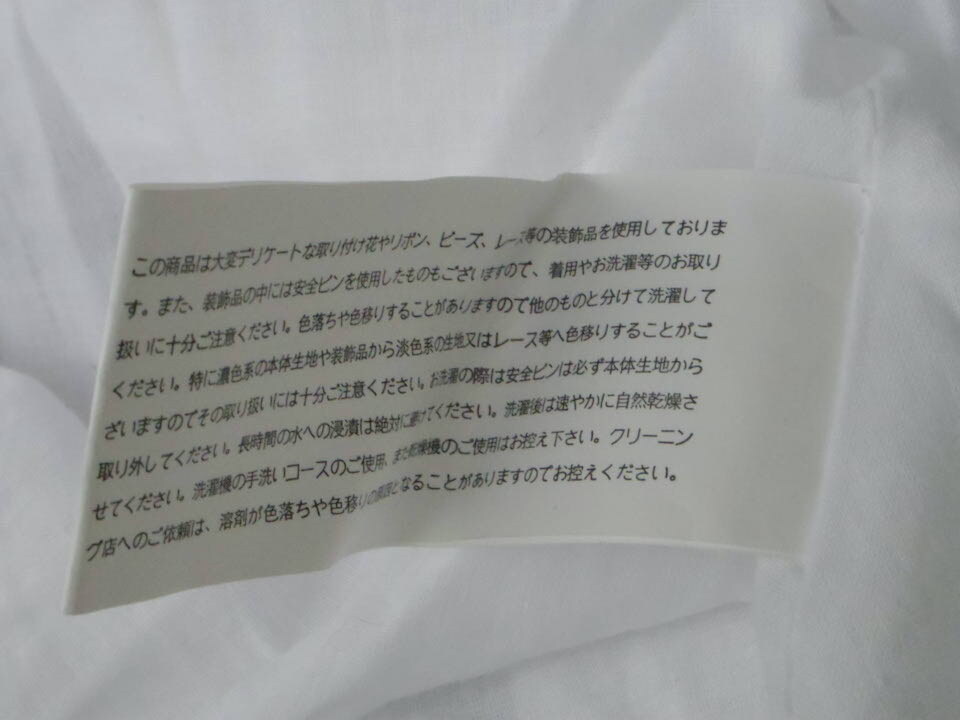 この商品は大変デリケートな取り付け花やリボン、ビーズ、レース等の装飾品を使用しておりま
す。また、装飾品の中には安全ピンを使用したものもございますので、着用やお洗濯等のお取り
扱いに十分ご注意ください。色落ちや色移りすることがありますので他のものと分けて洗濯して
ください。特に濃色系の本体生地や装飾品から淡色系の生地又はレース等へ色移りすることがご
ざいますのでその取り扱いには十分ご注意ください。お洗濯の際は安全ピンは必ず本体生地から
取り外してください。長時間の水への浸漬は絶対に避けてください。洗濯後は速やかに自然乾燥さ
せてください。洗濯機の手洗いコースのご使用、また乾燥機のご使用はお控え下さい。クリーニン
グ店へのご依頼は、溶剤が色落ちや色移りの原因となることがありますのでお控えください。